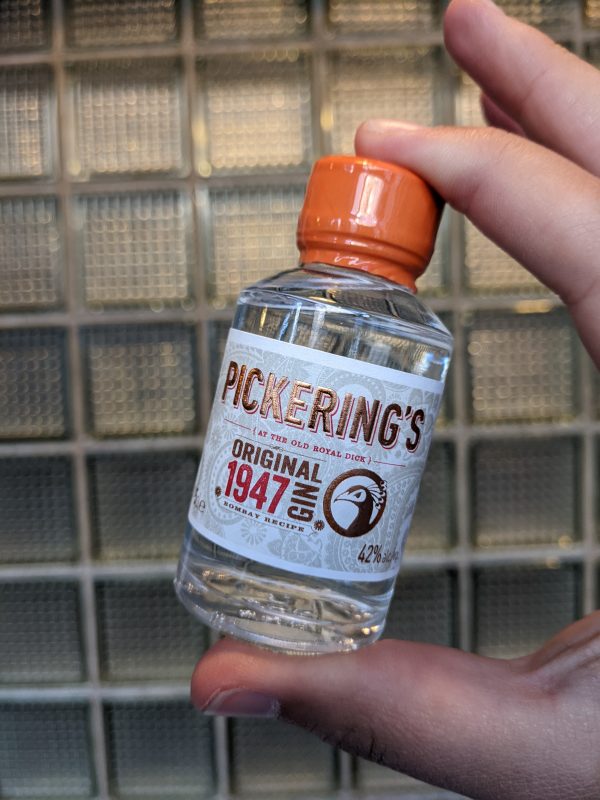 PICKERING'S
{ AT THE OLD ROYAL DICK }
ORIGINAL
1947
GIN
BOMBAY RECIPE
42%